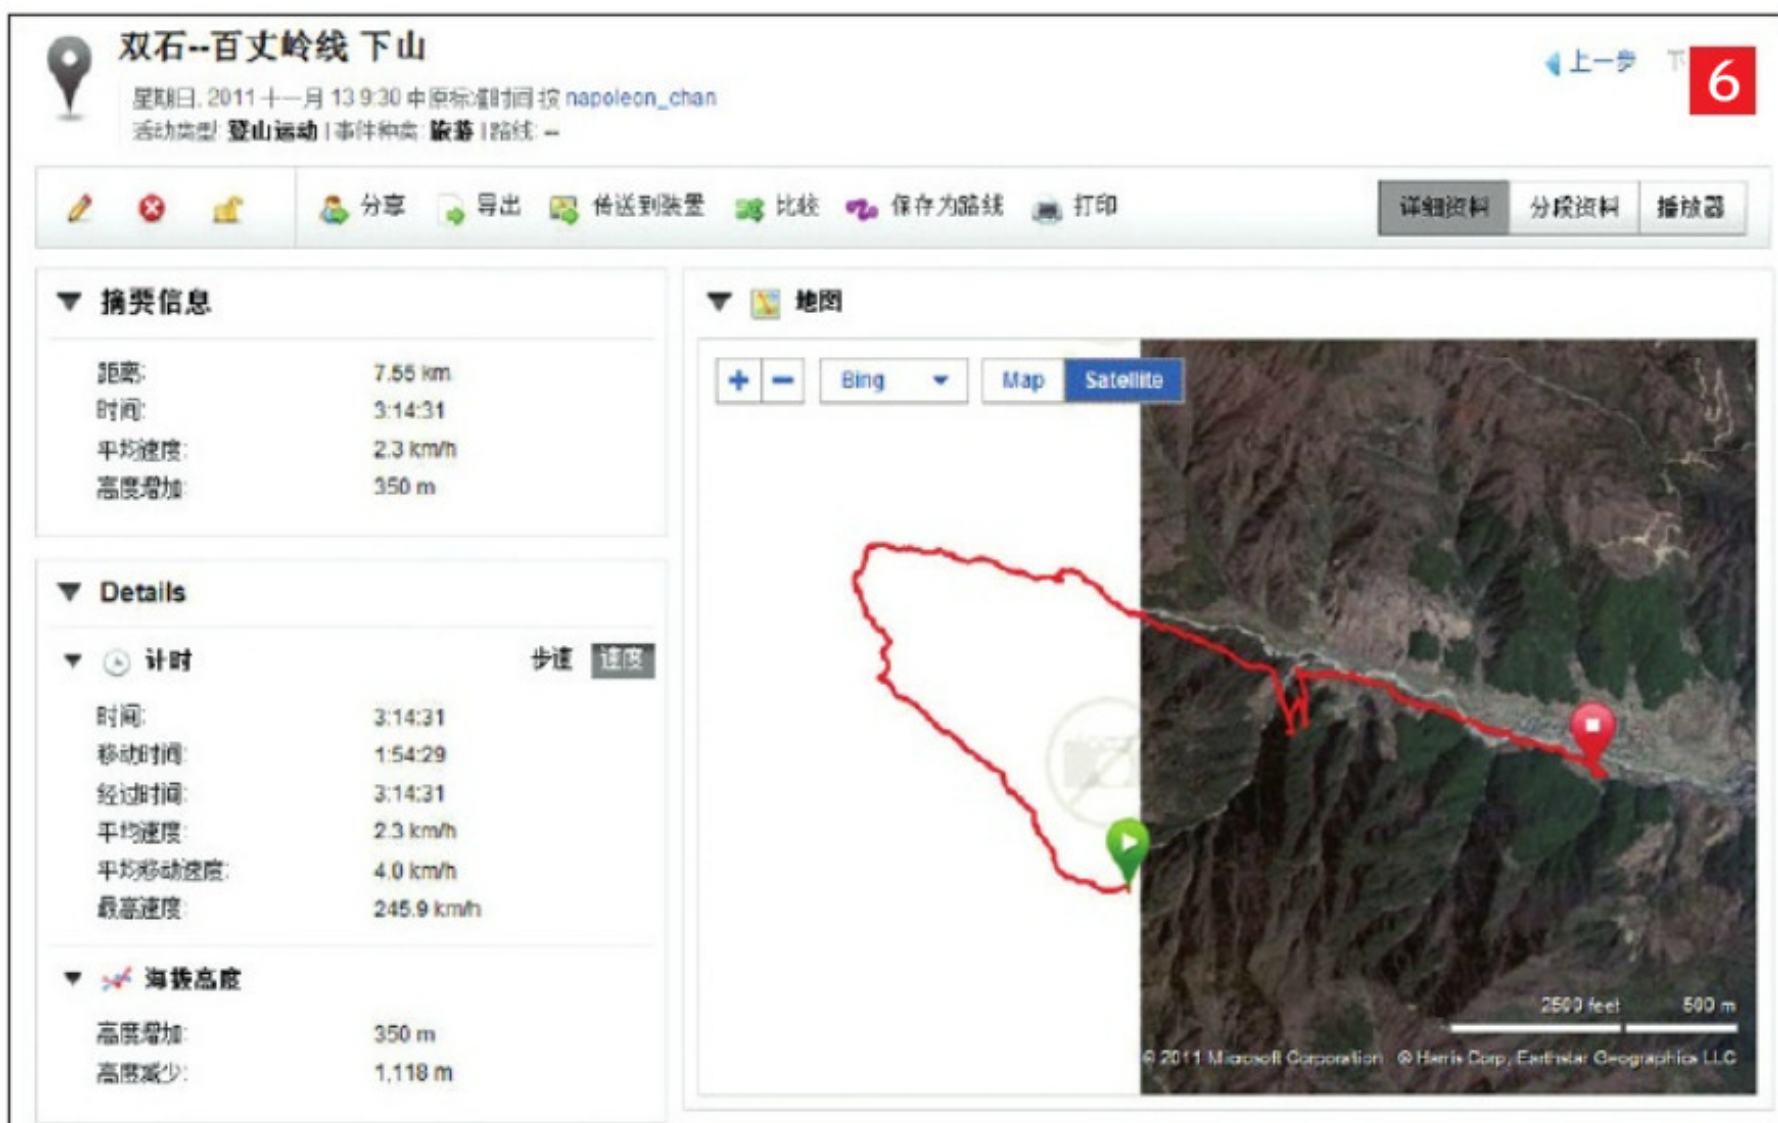 双石--百丈岭线 下山
星期日, 2011 十一月 13 9:30 中原标准时间 按 napoleon_chan
活动类型: 登山运动 | 事件种类: 旅游 | 路线: --
上一步
6
分享 导出 传送到装置 比较 保存为路线 打印
详细资料 分段资料 播放器
摘要信息
距离: 7.55 km
时间: 3:14:31
平均速度: 2.3 km/h
高度增加: 350 m
Details
计时 步速 速度
时间: 3:14:31
移动时间: 1:54:29
经过时间: 3:14:31
平均速度: 2.3 km/h
平均移动速度: 4.0 km/h
最高速度: 245.9 km/h
海拨高度
高度增加: 350 m
高度减少: 1,118 m
地图
+ − Bing Map Satellite
2500 feet 500 m
© 2011 Microsoft Corporation © Harris Corp, Earthstar Geographics LLC